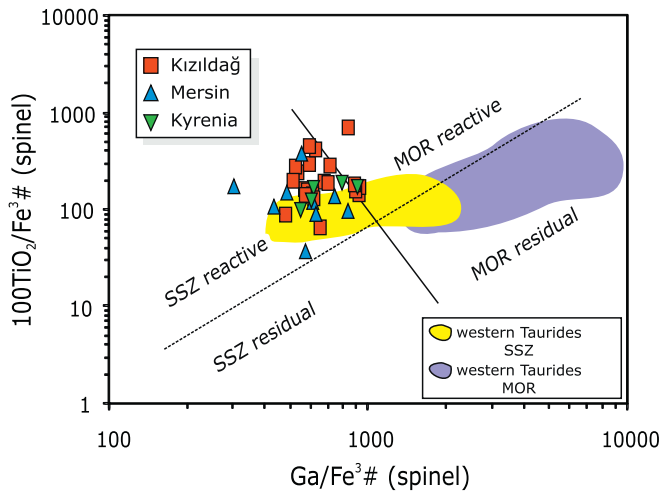 10000
1000
100
10
1
100TiO2/Fe³# (spinel)
Kızıldağ
Mersin
Kyrenia
MOR reactive
MOR residual
SSZ reactive
SSZ residual
western Taurides
SSZ
western Taurides
MOR
100
1000
10000
Ga/Fe³# (spinel)